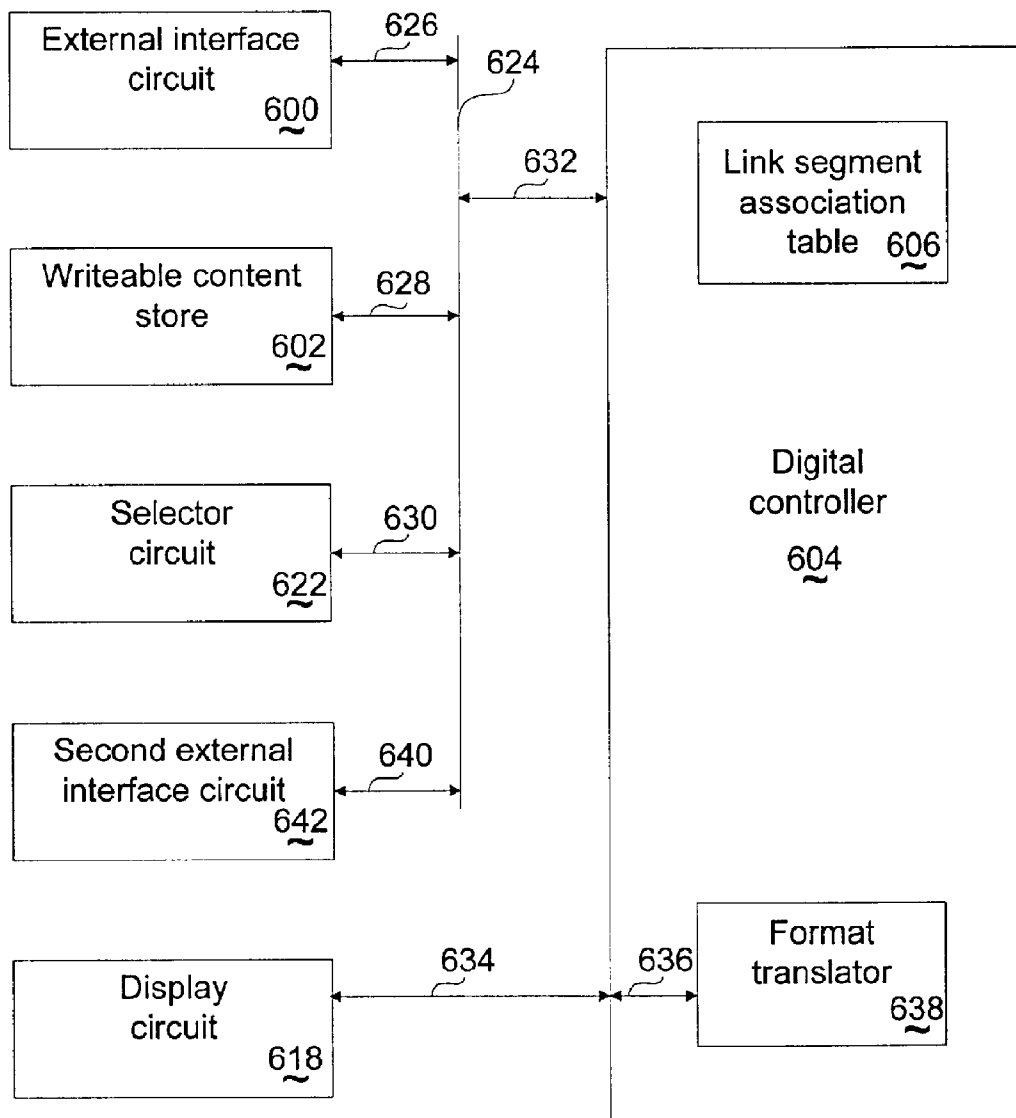 External interface
circuit
600
626
624
632
Link segment
association
table
606
Writeable content
store
602
628
Selector
circuit
622
630
Digital
controller
604
Second external
interface circuit
642
640
Display
circuit
618
634
636
Format
translator
638